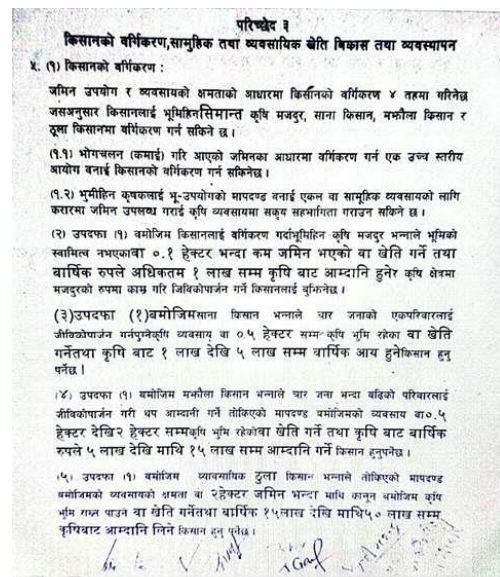 परिच्छेद ३
किसानको वर्गिकरण,सामुहिक तथा व्यवसायिक खेति बिकास तथा व्यवस्थापन
५. (१) किसानको वर्गिकरण :
जमिन उपयोग र व्यवसायको क्षमताको आधारमा किसानको वर्गिकरण ४ तहमा गरिनेछ
जसअनुसार किसानलाई भूमिहिनसिमान्त कृषि मजदुर, साना किसान, मझौला किसान र
ठूला किसानमा वर्गिकरण गर्न सकिने छ।
(१.१) भोगचलन (कमाई) गरि आएको जमिनका आधारमा वर्गिकरण गर्न एक उच्च स्तरीय
आयोग बनाई किसानको वर्गिकरण गर्न सकिनेछ।
(१.२) भुमीहिन कृषकलाई भू-उपयोगको मापदण्ड बनाई एकल वा सामूहिक व्यवसायको लागि
करारमा जमिन उपलब्ध गराई कृषि व्यवसायमा सक्रय सहभागिता गराउन सकिने छ।
(२) उपदफा (१) बमोजिम किसानलाई वर्गिकरण गर्दाभूमिहिन कृषि मजदुर भन्नाले भूमिको
स्वामित्व नभएकावा ०.१ हेक्टर भन्दा कम जमिन भएको वा खेति गर्ने तथा
बार्षिक रुपले अधिकतम १ लाख सम्म कृषि बाट आम्दानि हुनेर कृषि क्षेत्रमा
मजदुरको रुपमा काम गरि जिबिकोपार्जन गर्ने किसानलाई बुझिनेछ।
(३)उपदफा (१)बमोजिमसाना किसान भन्नाले चार जनाको एकपरिवारलाई
जीविकोपार्जन गर्नपुग्नेकृषि व्यवसाय वा ०.५ हेक्टर सम्म कृषि भुमि रहेका वा खेति
गर्नेतथा कृषि बाट १ लाख देखि ५ लाख सम्म बार्षिक आय हुनेकिसान हुनु
पर्नेछ।
(४) उपदफा (१) बमोजिम मझौला किसान भन्नाले चार जना भन्दा बढिको परिवारलाई
जीविकोपार्जन गरी थप आम्दानी गर्ने तोकिएको मापदण्ड बमोजिमको व्यवसाय वा०.५
हेक्टर देखि२ हेक्टर सम्मकृषि भुमि रहेकोवा खेति गर्ने तथा कृषि बाट बार्षिक
रुपले ५ लाख देखि माथि १५ लाख सम्म आम्दानि गर्ने किसान हुनुपर्नेछ।
(५) उपदफा (१) बमोजिम व्यावसायिक ठुला किसान भन्नाले तोकिएको मापदण्ड
बमोजिमको व्यवसायको क्षमता वा २हेक्टर जमिन भन्दा माथि कानून बमोजिम कृषि
भूमि राख्न पाउने वा खेति गर्नेतथा बार्षिक १५लाख देखि माथि५० लाख सम्म
कृषिबाट आम्दानि लिने किसान हुनु पर्नेछ।